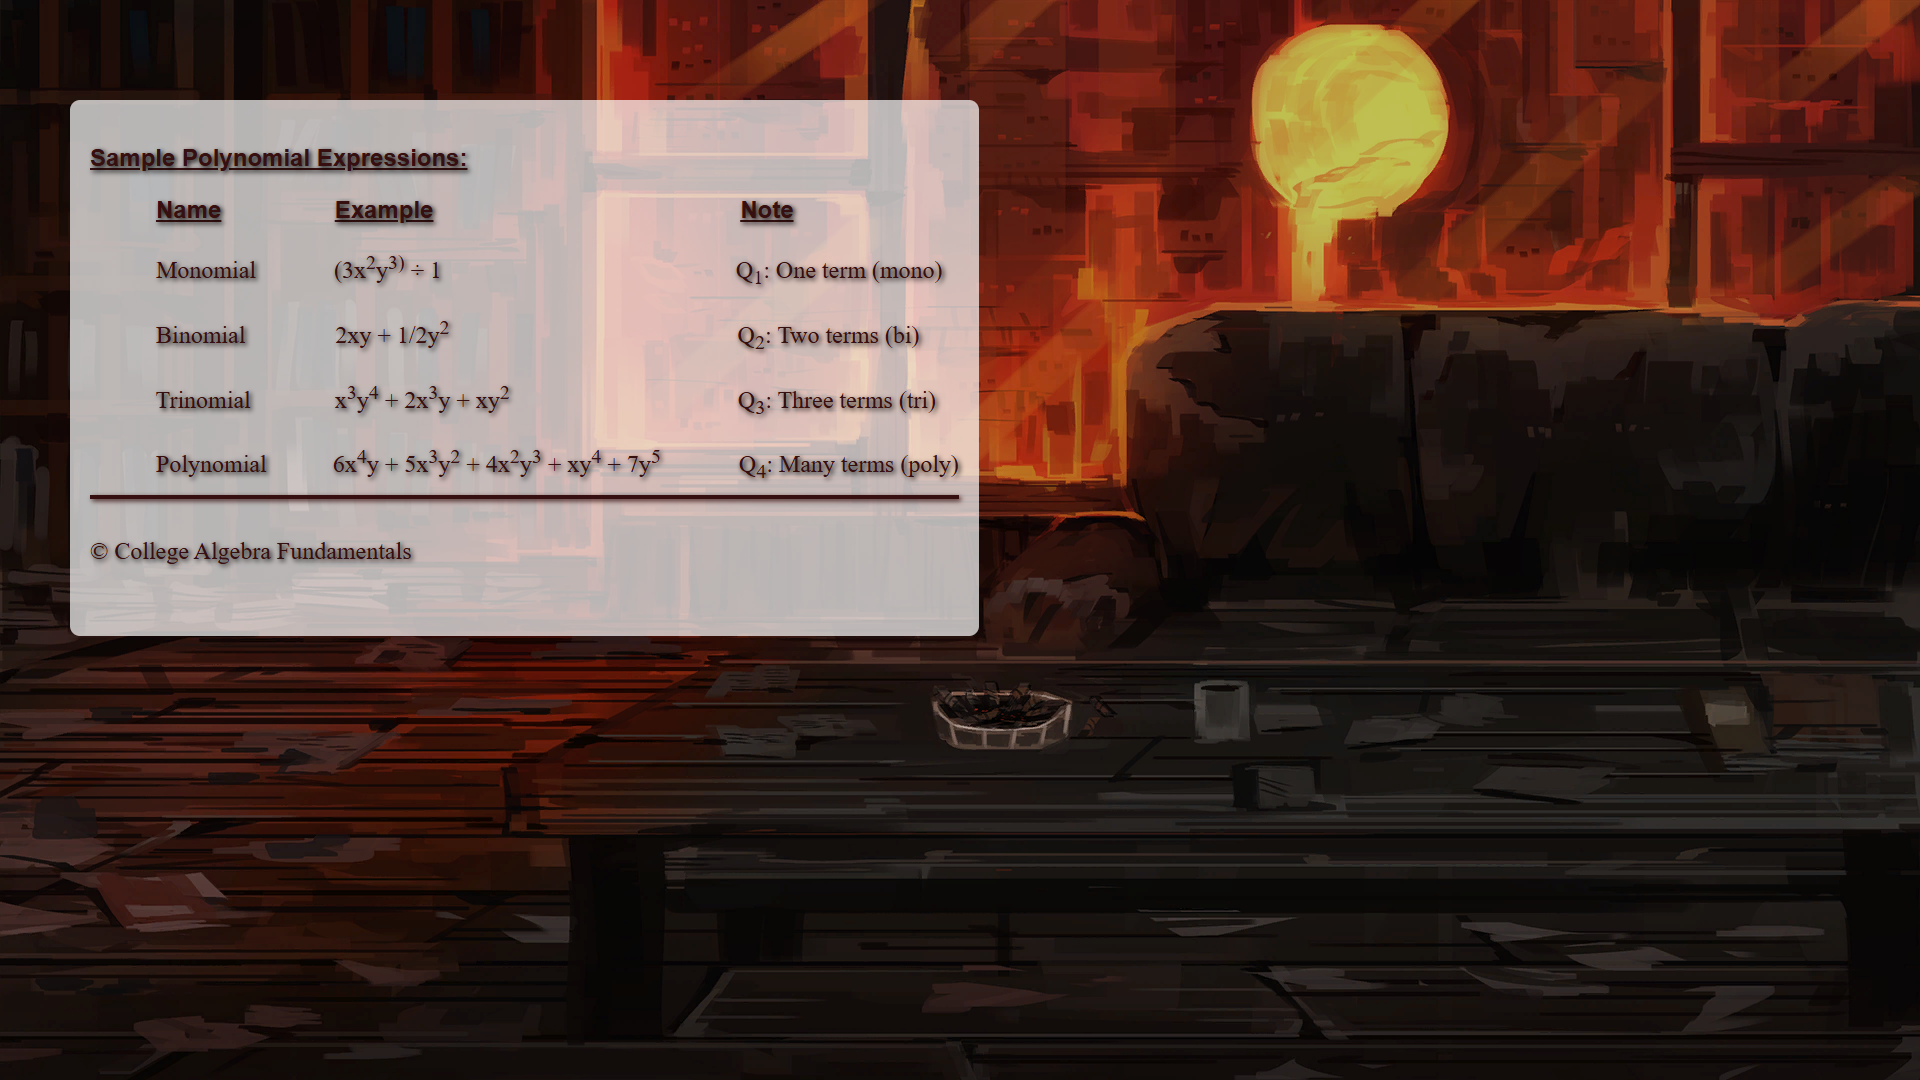 Sample Polynomial Expressions:
Name Example Note
Monomial (3x²y³⁾ ÷ 1 Q₁: One term (mono)
Binomial 2xy + 1/2y² Q₂: Two terms (bi)
Trinomial x³y⁴ + 2x³y + xy² Q₃: Three terms (tri)
Polynomial 6x⁴y + 5x³y² + 4x²y³ + xy⁴ + 7y⁵ Q₄: Many terms (poly)
© College Algebra Fundamentals